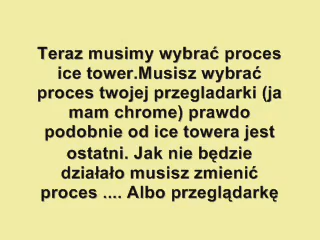 Teraz musimy wybrać proces
ice tower.Musisz wybrać
proces twojej przegladarki (ja
mam chrome) prawdo
podobnie od ice towera jest
ostatni. Jak nie będzie
działało musisz zmienić
proces .... Albo przeglądarkę